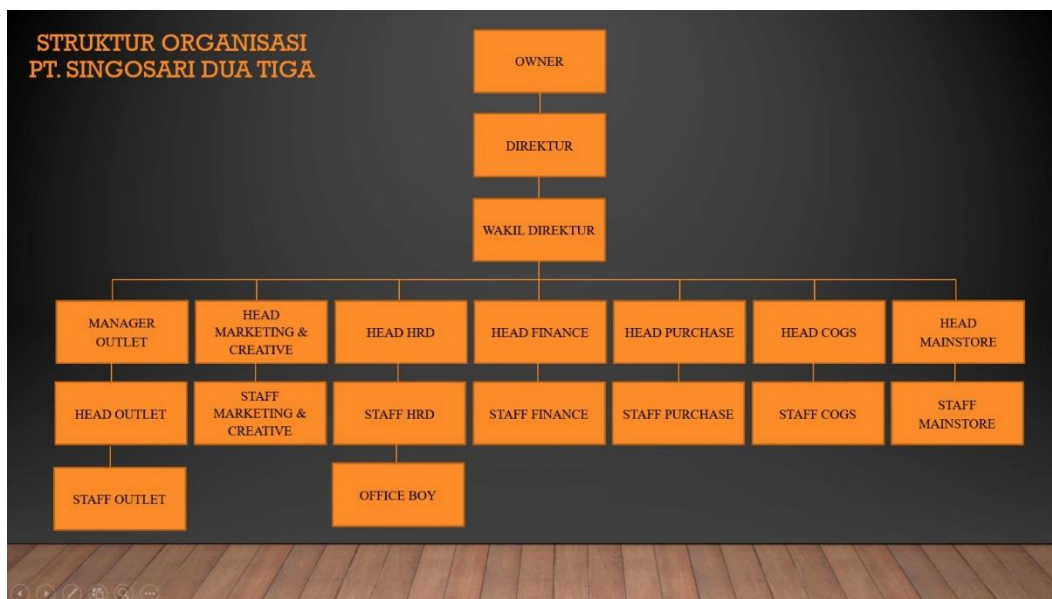 STRUKTUR ORGANISASI
PT. SINGOSARI DUA TIGA
OWNER
DIREKTUR
WAKIL DIREKTUR
MANAGER
OUTLET
HEAD
MARKETING &
CREATIVE
HEAD HRD
HEAD FINANCE
HEAD PURCHASE
HEAD COGS
HEAD
MAINSTORE
HEAD OUTLET
STAFF
MARKETING &
CREATIVE
STAFF HRD
STAFF FINANCE
STAFF PURCHASE
STAFF COGS
STAFF
MAINSTORE
STAFF OUTLET
OFFICE BOY